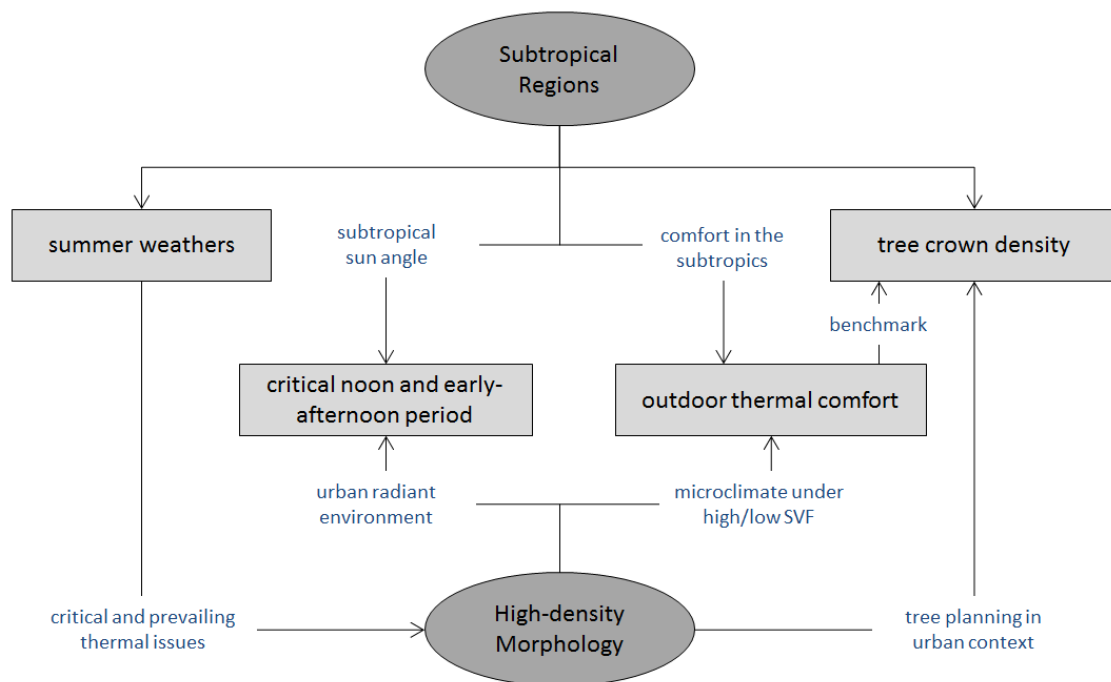 Subtropical
Regions
summer weathers
subtropical
sun angle
comfort in the
subtropics
tree crown density
benchmark
critical noon and early-
afternoon period
outdoor thermal comfort
urban radiant
environment
microclimate under
high/low SVF
critical and prevailing
thermal issues
High-density
Morphology
tree planning in
urban context